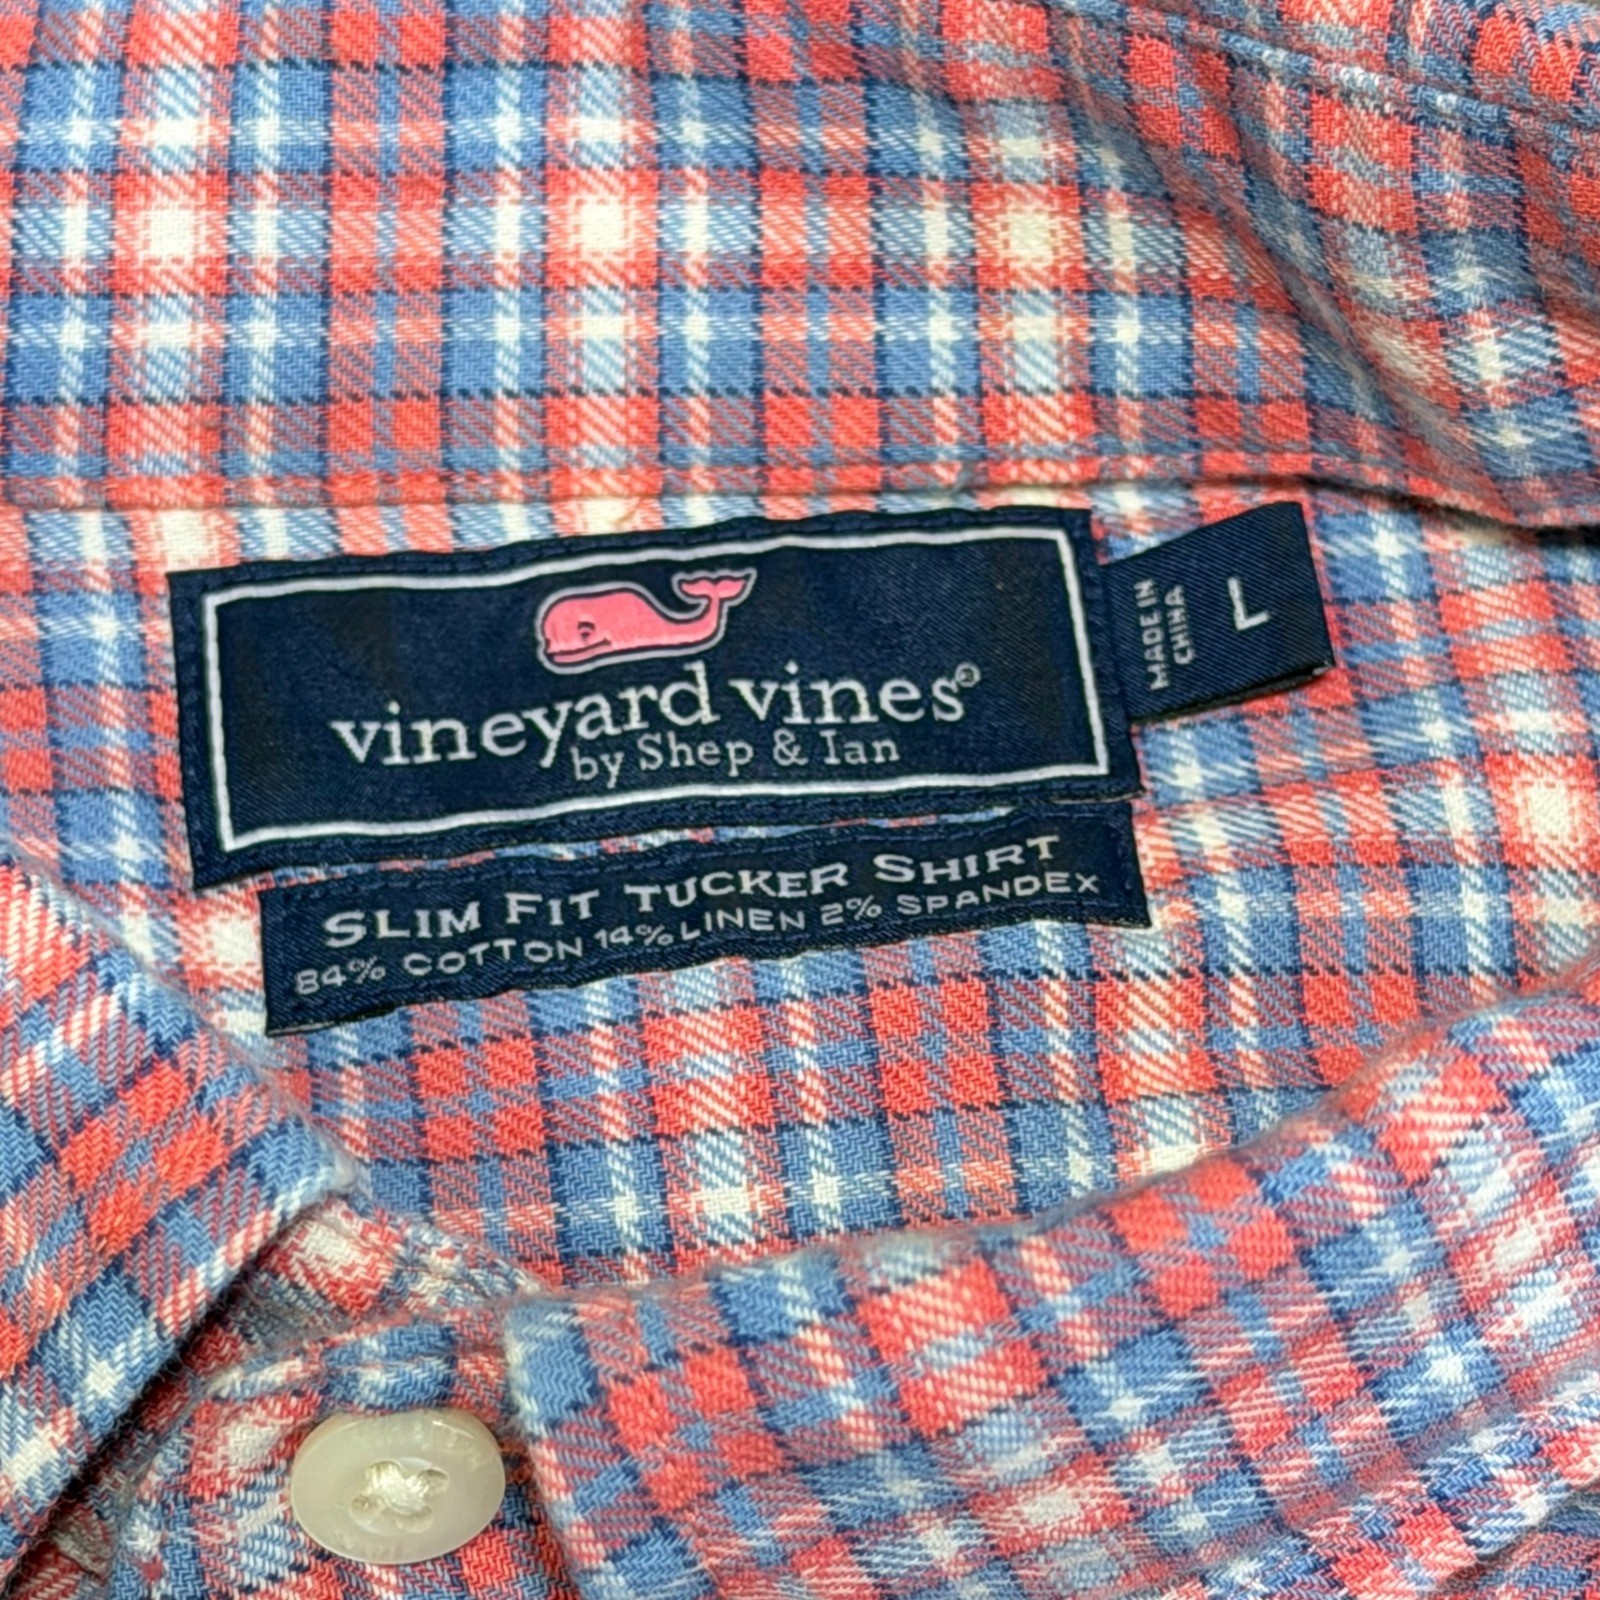 vineyard vines®
by Shep & Ian
MADE IN
CHINA
L
SLIM FIT TUCKER SHIRT
84% COTTON 14% LINEN 2% SPANDEX